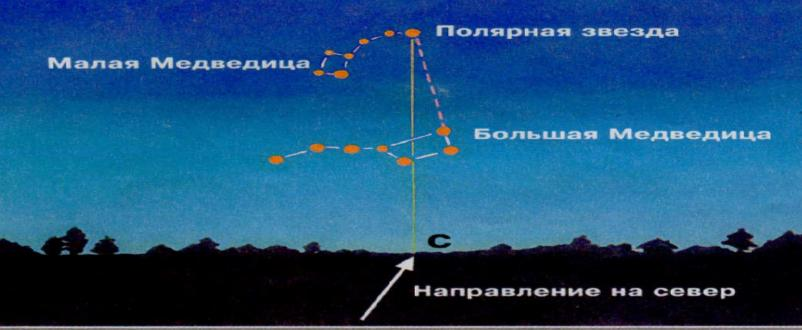 Полярная звезда
Малая Медведица
Большая Медведица
С
Направление на север